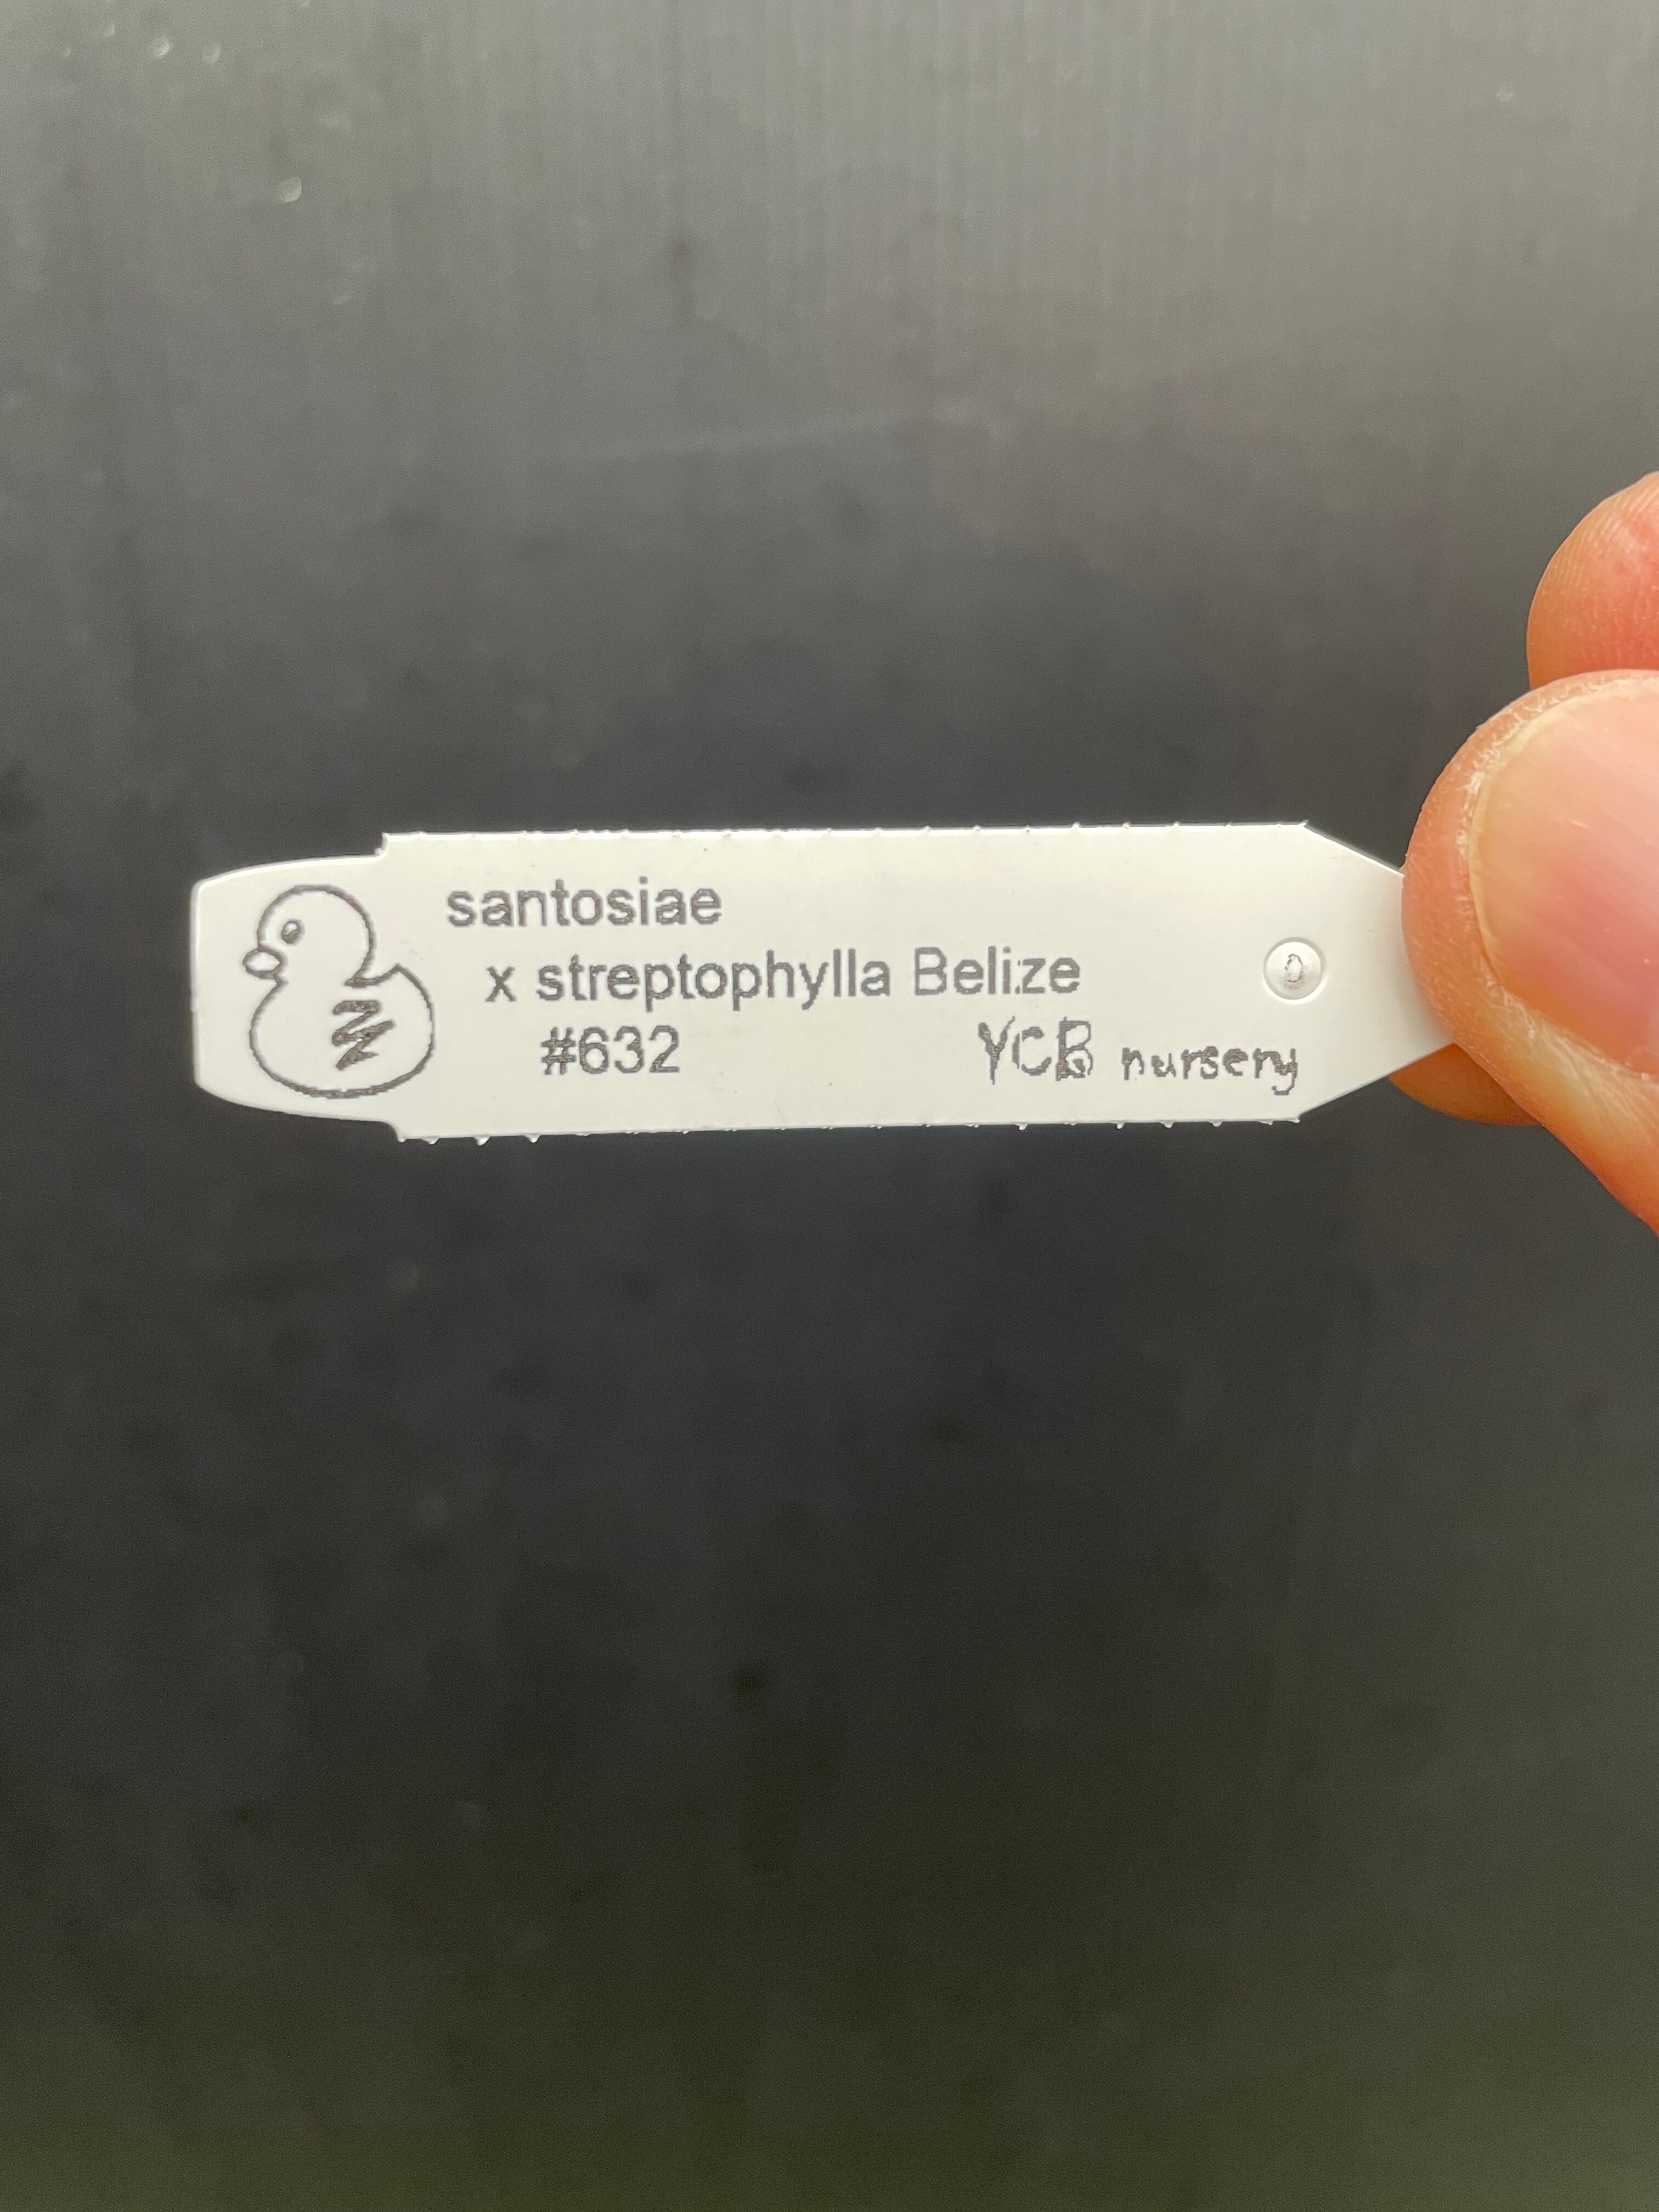 santosiae
x streptophylla Belize
#632
YCB nursery